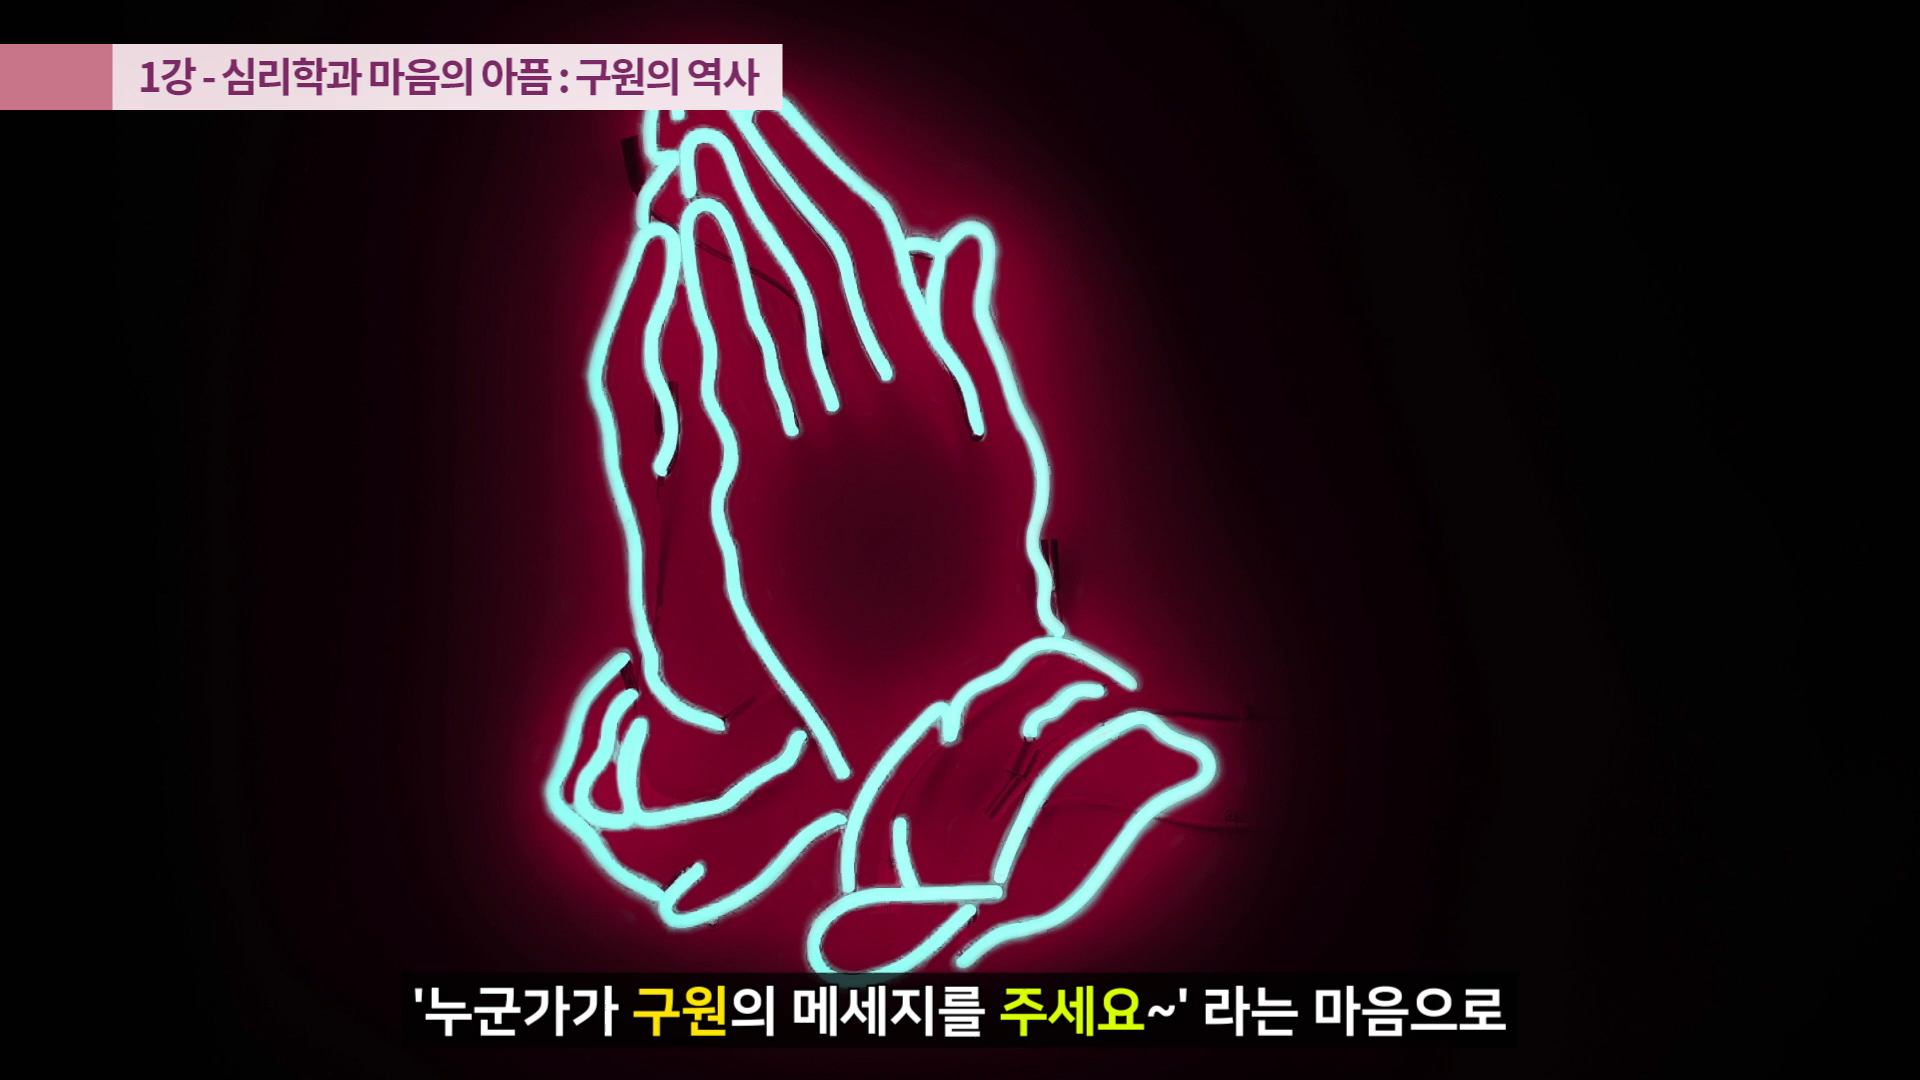 1강 - 심리학과 마음의 아픔 : 구원의 역사
'누군가가 구원의 메세지를 주세요~' 라는 마음으로